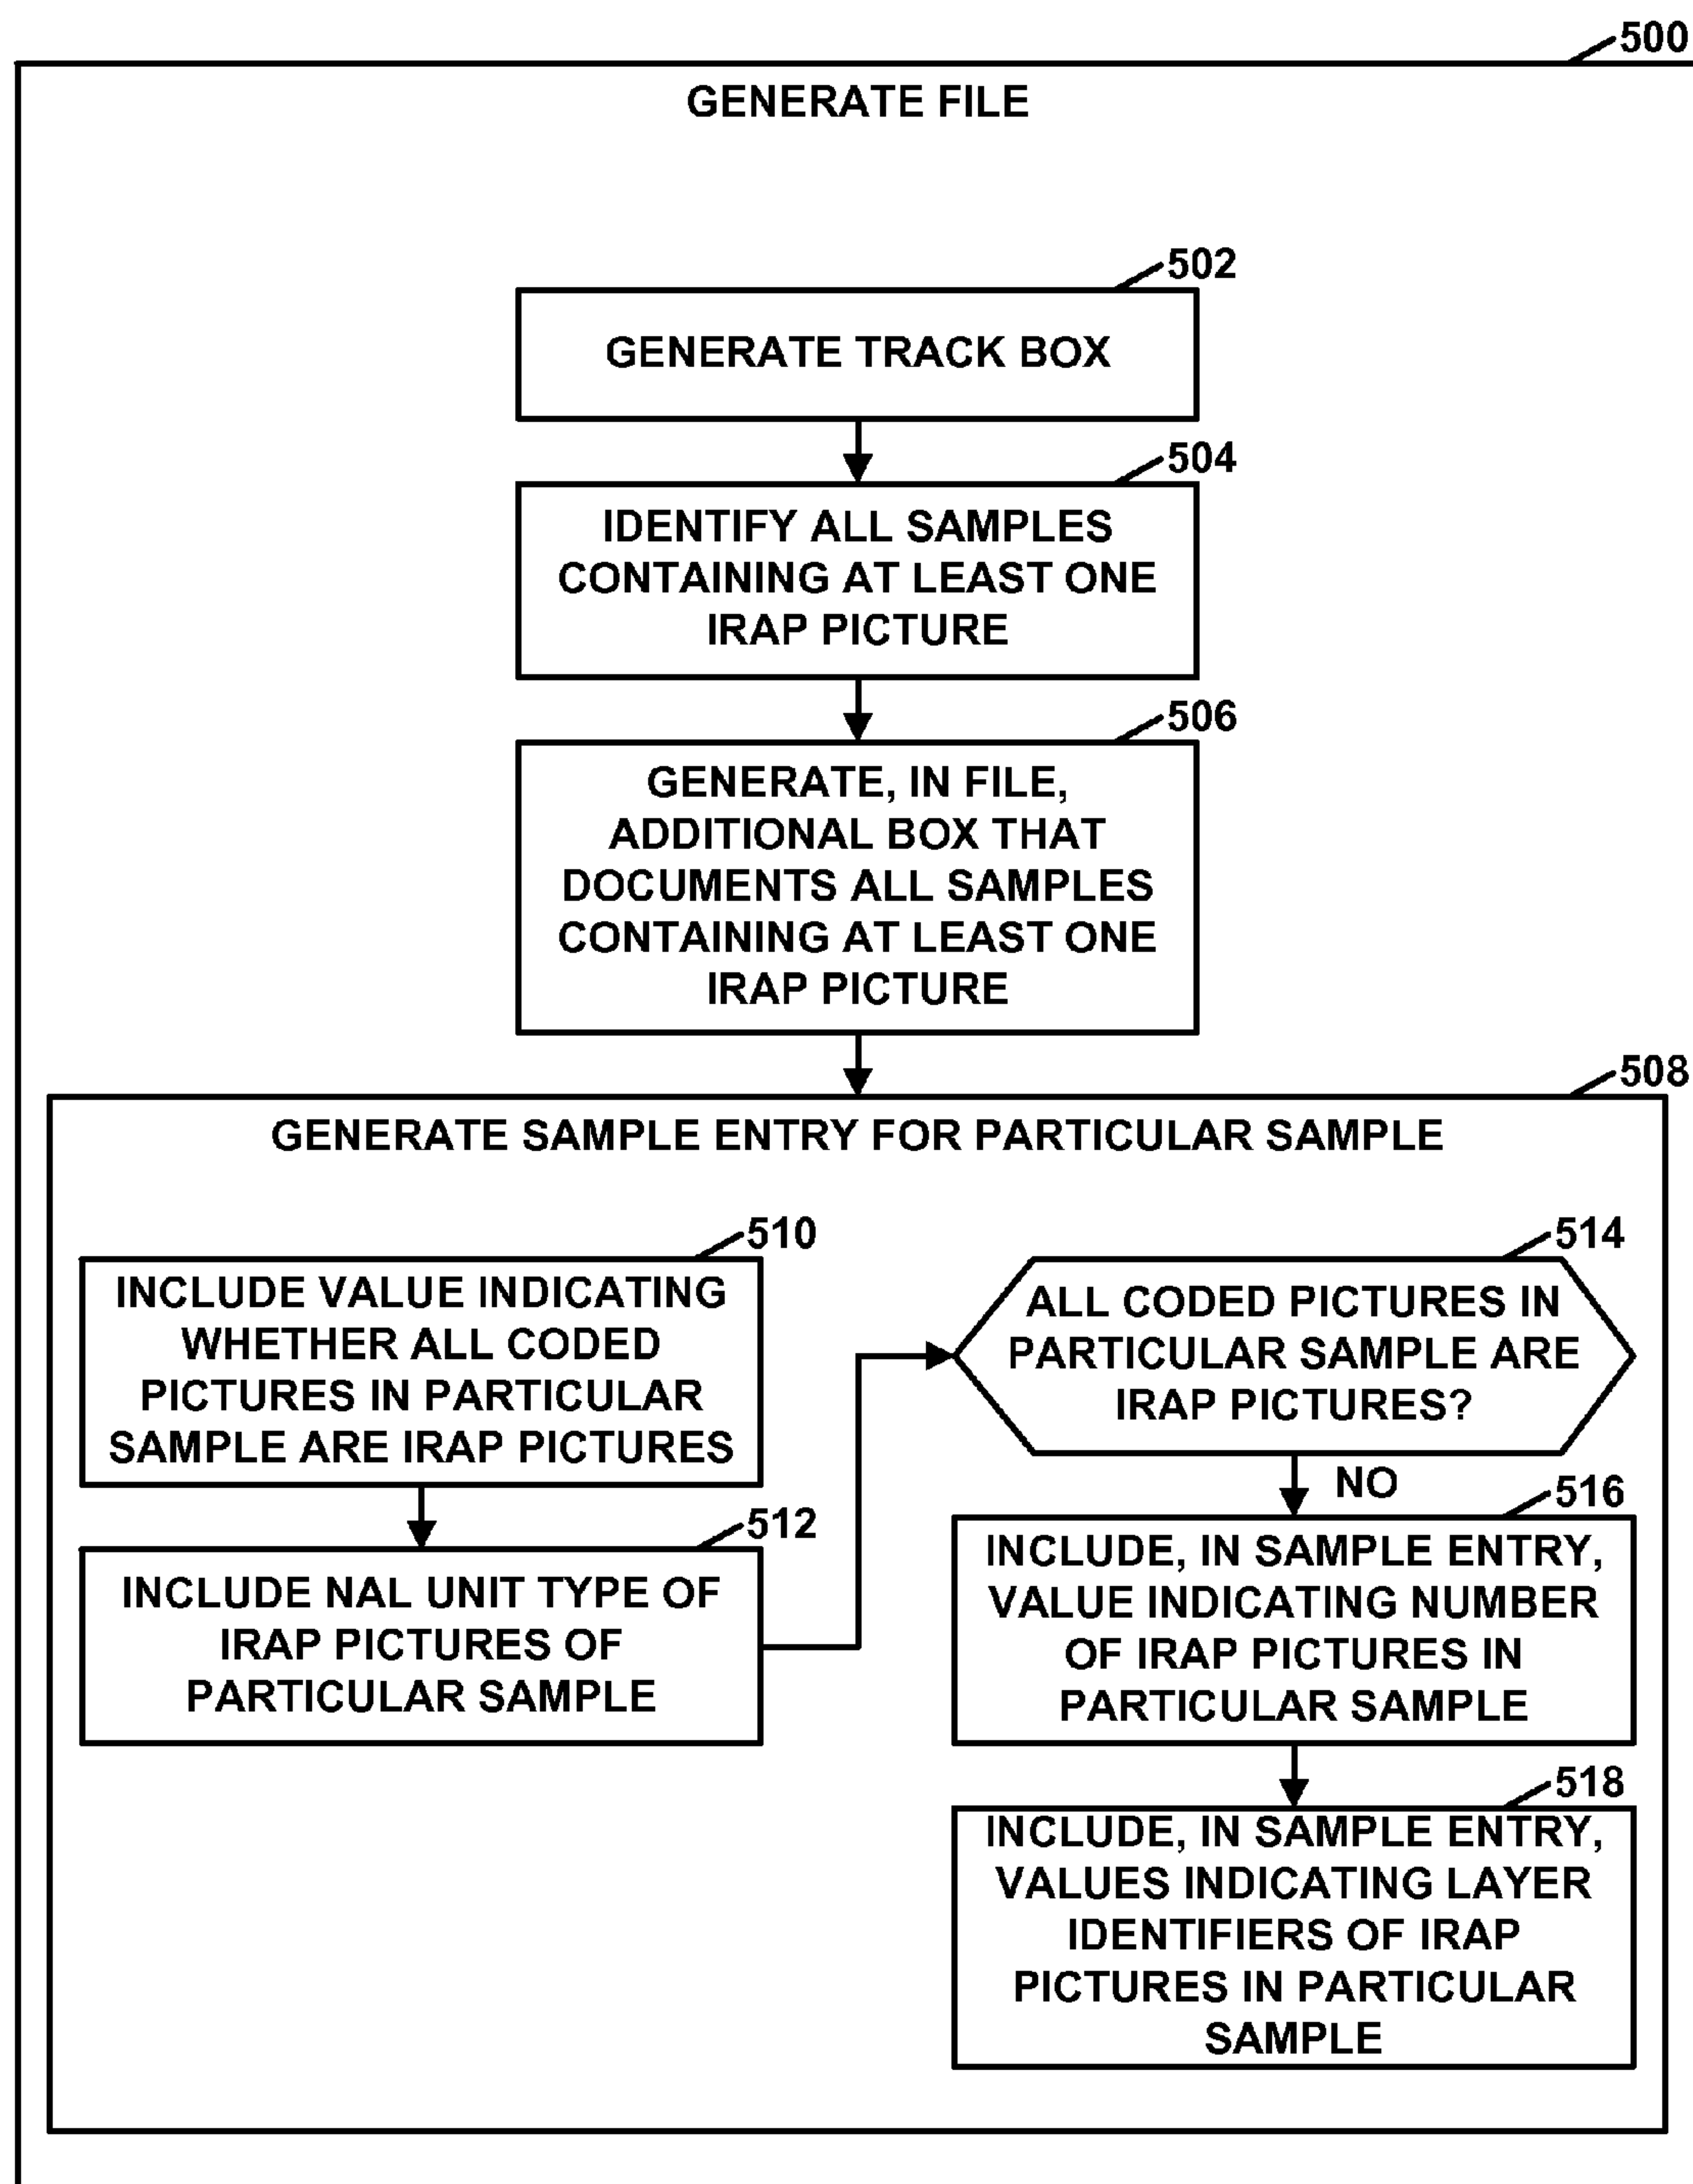 500
GENERATE FILE
502
GENERATE TRACK BOX
504
IDENTIFY ALL SAMPLES
CONTAINING AT LEAST ONE
IRAP PICTURE
506
GENERATE, IN FILE,
ADDITIONAL BOX THAT
DOCUMENTS ALL SAMPLES
CONTAINING AT LEAST ONE
IRAP PICTURE
508
GENERATE SAMPLE ENTRY FOR PARTICULAR SAMPLE
510
INCLUDE VALUE INDICATING
WHETHER ALL CODED
PICTURES IN PARTICULAR
SAMPLE ARE IRAP PICTURES
512
INCLUDE NAL UNIT TYPE OF
IRAP PICTURES OF
PARTICULAR SAMPLE
514
ALL CODED PICTURES IN
PARTICULAR SAMPLE ARE
IRAP PICTURES?
NO
516
INCLUDE, IN SAMPLE ENTRY,
VALUE INDICATING NUMBER
OF IRAP PICTURES IN
PARTICULAR SAMPLE
518
INCLUDE, IN SAMPLE ENTRY,
VALUES INDICATING LAYER
IDENTIFIERS OF IRAP
PICTURES IN PARTICULAR
SAMPLE